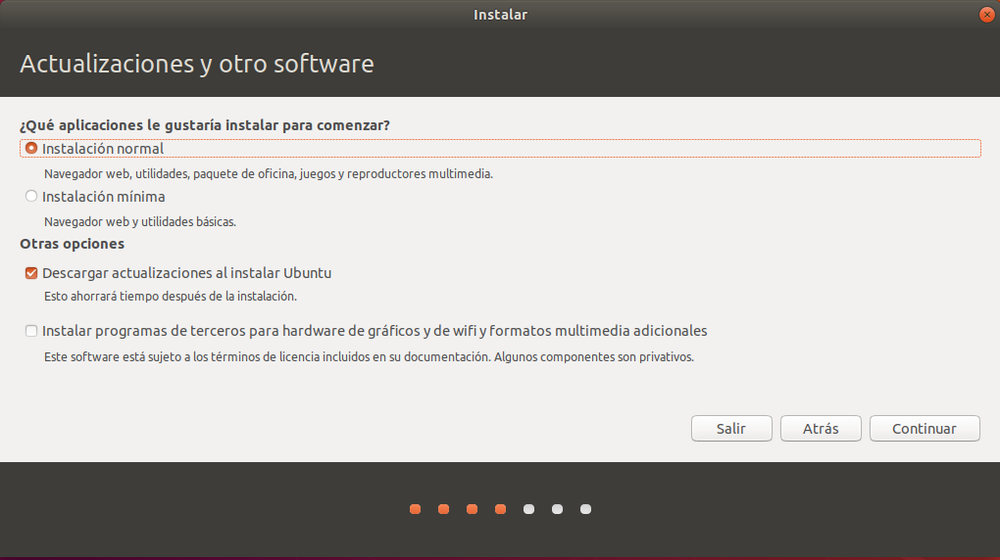 Instalar
Actualizaciones y otro software
¿Qué aplicaciones le gustaría instalar para comenzar?
Instalación normal
Navegador web, utilidades, paquete de oficina, juegos y reproductores multimedia.
Instalación mínima
Navegador web y utilidades básicas.
Otras opciones
Descargar actualizaciones al instalar Ubuntu
Esto ahorrará tiempo después de la instalación.
Instalar programas de terceros para hardware de gráficos y de wifi y formatos multimedia adicionales
Este software está sujeto a los términos de licencia incluidos en su documentación. Algunos componentes son privativos.
Salir Atrás Continuar